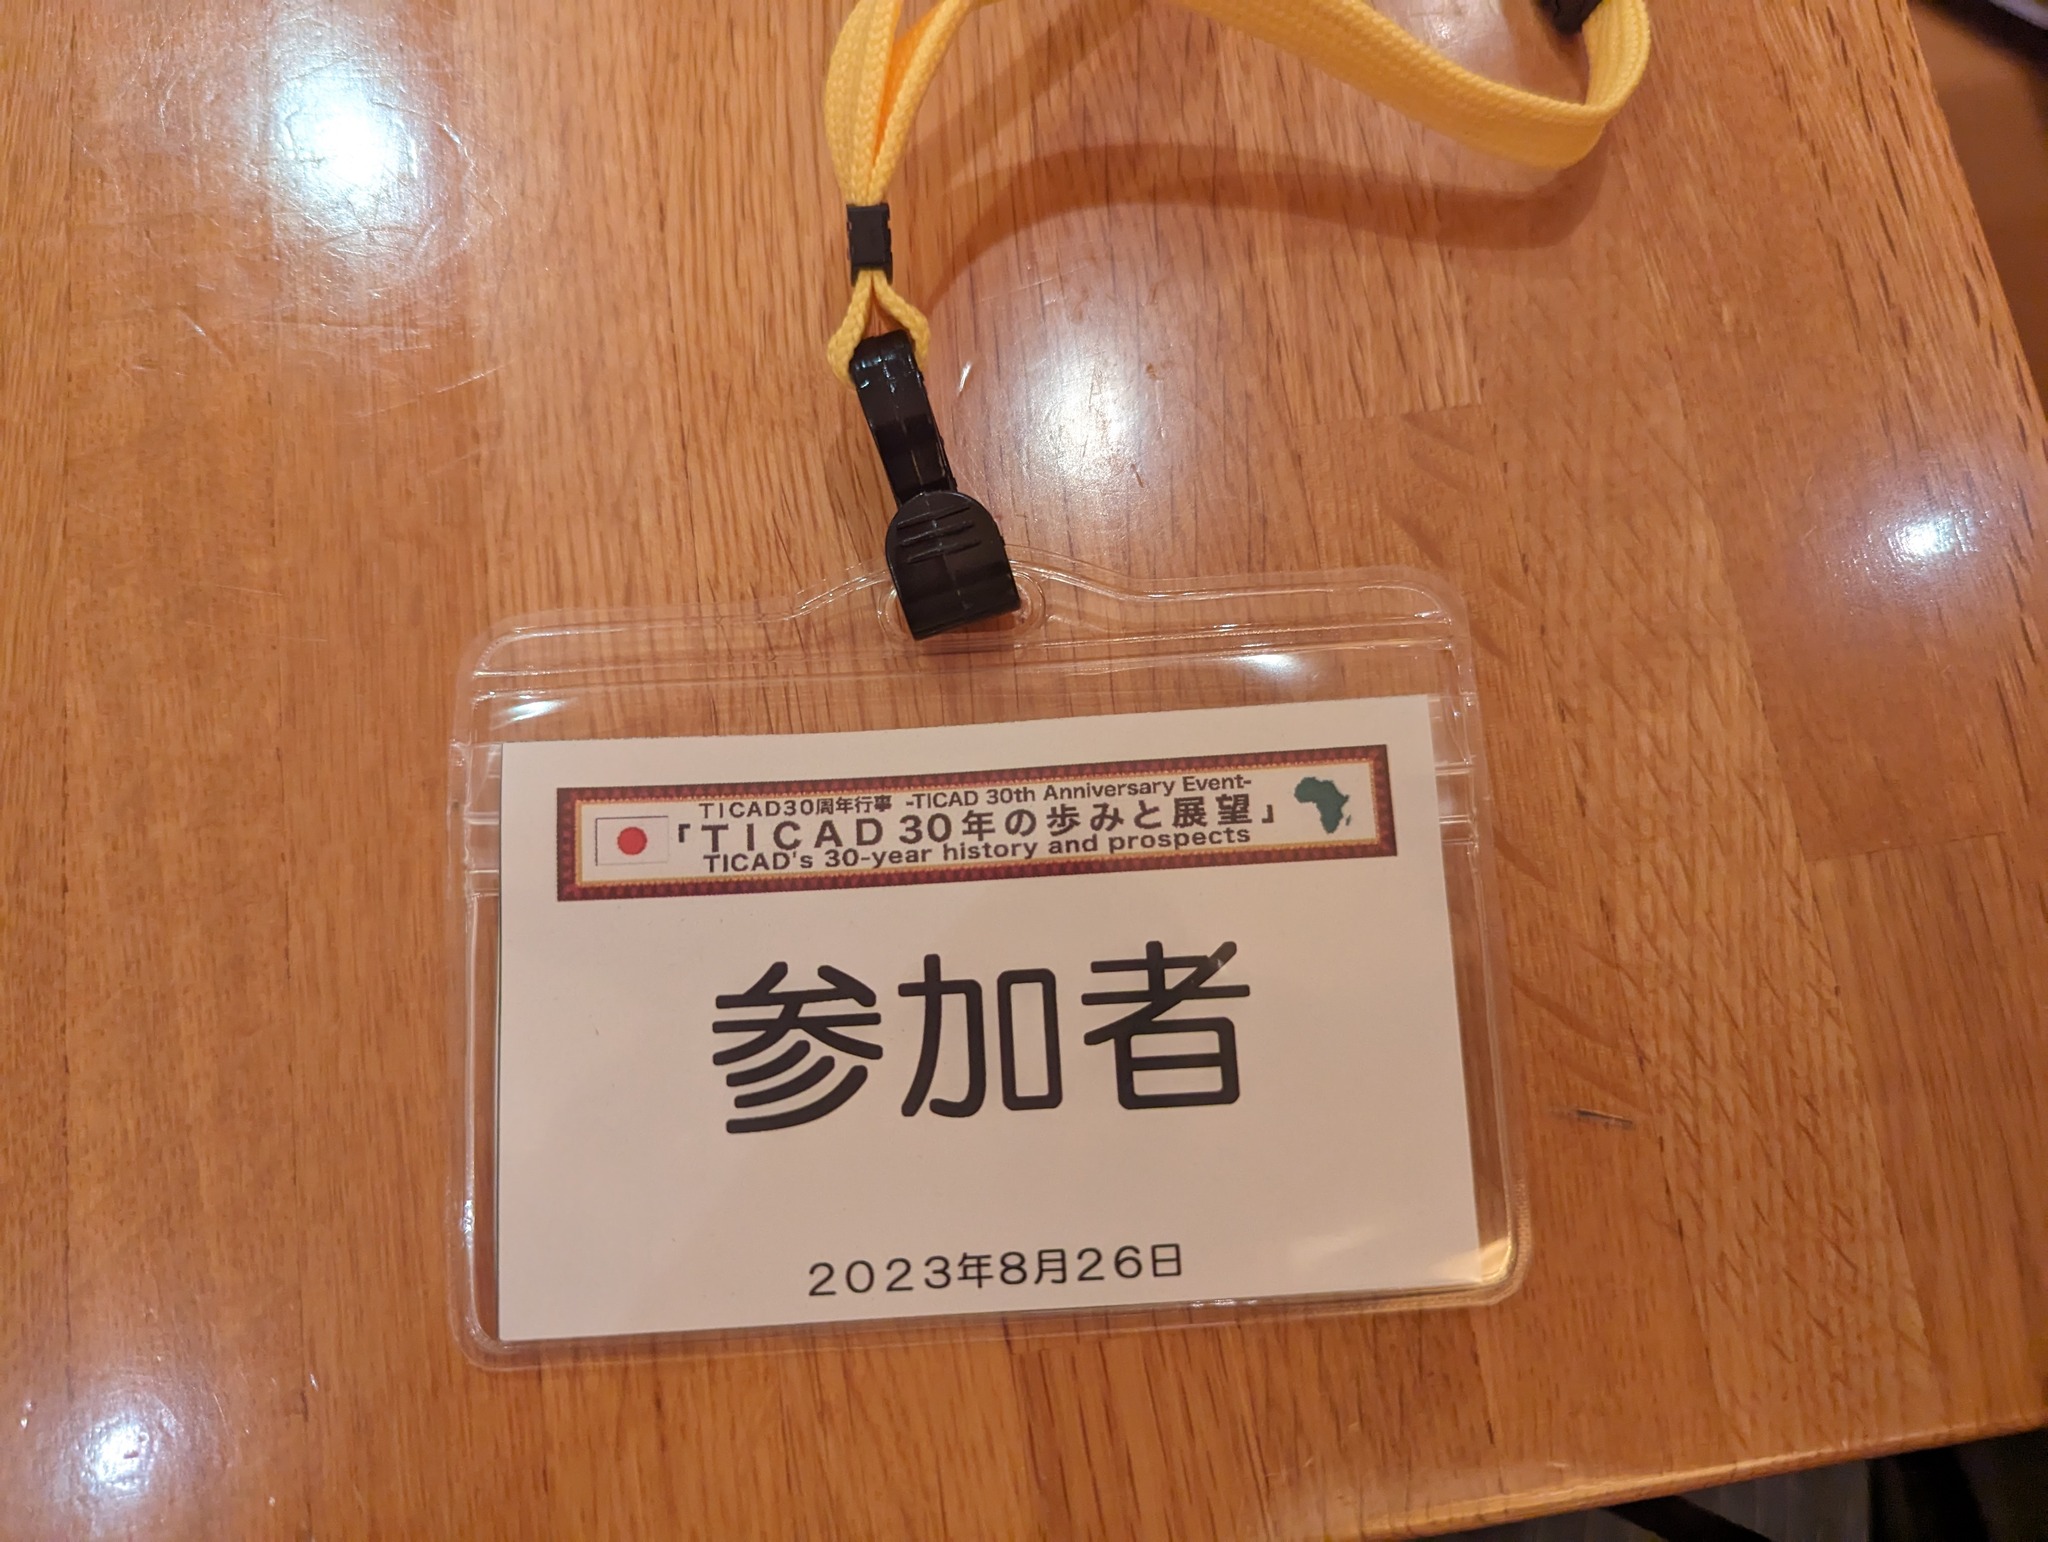 TICAD30周年行事 -TICAD 30th Anniversary Event-
「TICAD 30年の歩みと展望」
TICAD's 30-year history and prospects
参加者
2023年8月26日